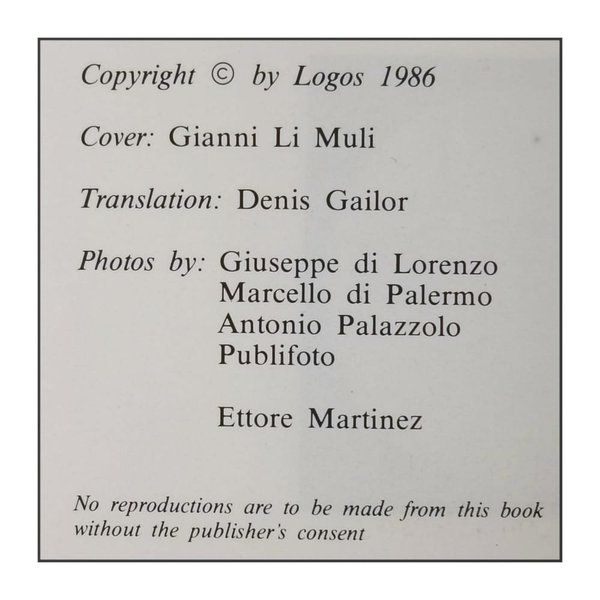 Copyright © by Logos 1986
Cover: Gianni Li Muli
Translation: Denis Gailor
Photos by: Giuseppe di Lorenzo
Marcello di Palermo
Antonio Palazzolo
Publifoto
Ettore Martinez
No reproductions are to be made from this book
without the publisher's consent